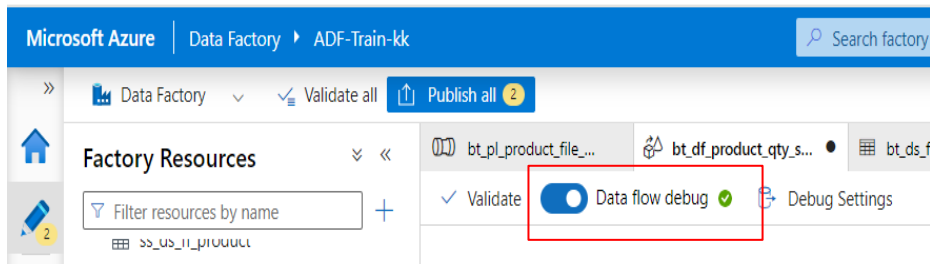 Microsoft Azure Data Factory ADF-Train-kk Search factory
Data Factory Validate all Publish all 2
Factory Resources
bt_pl_product_file_... bt_df_product_qty_s... bt_ds_f
Validate Data flow debug Debug Settings
Filter resources by name
2